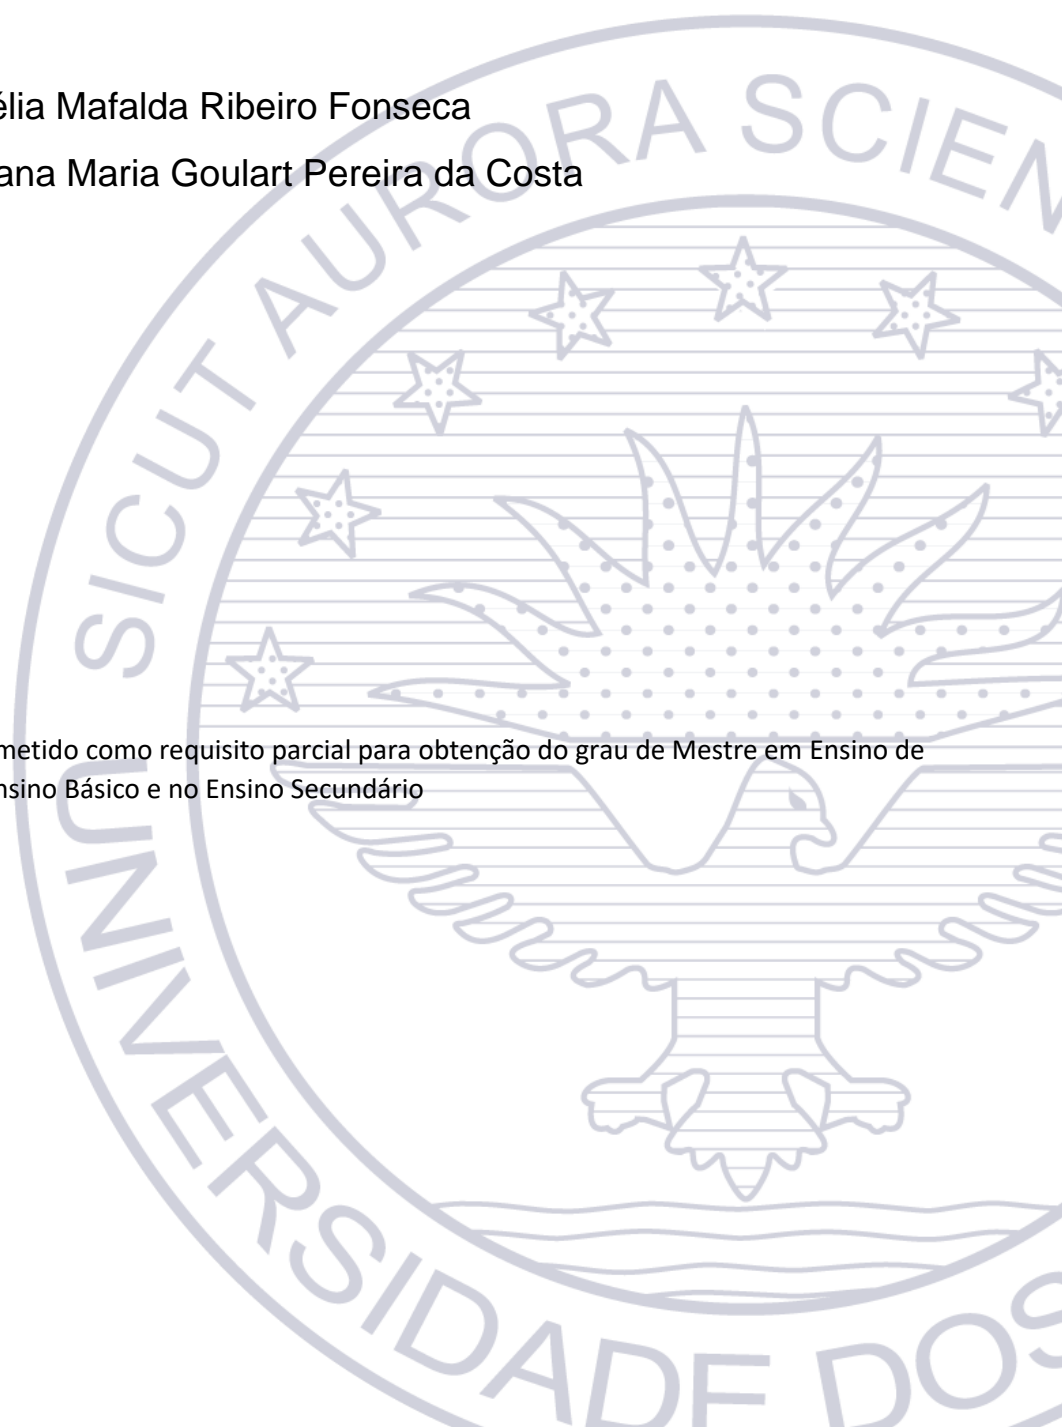 élia Mafalda Ribeiro Fonseca
ana Maria Goulart Pereira da Costa
SICUT AURORA SCIEN
metido como requisito parcial para obtenção do grau de Mestre em Ensino de
nsino Básico e no Ensino Secundário
UNIVERSIDADE DOS